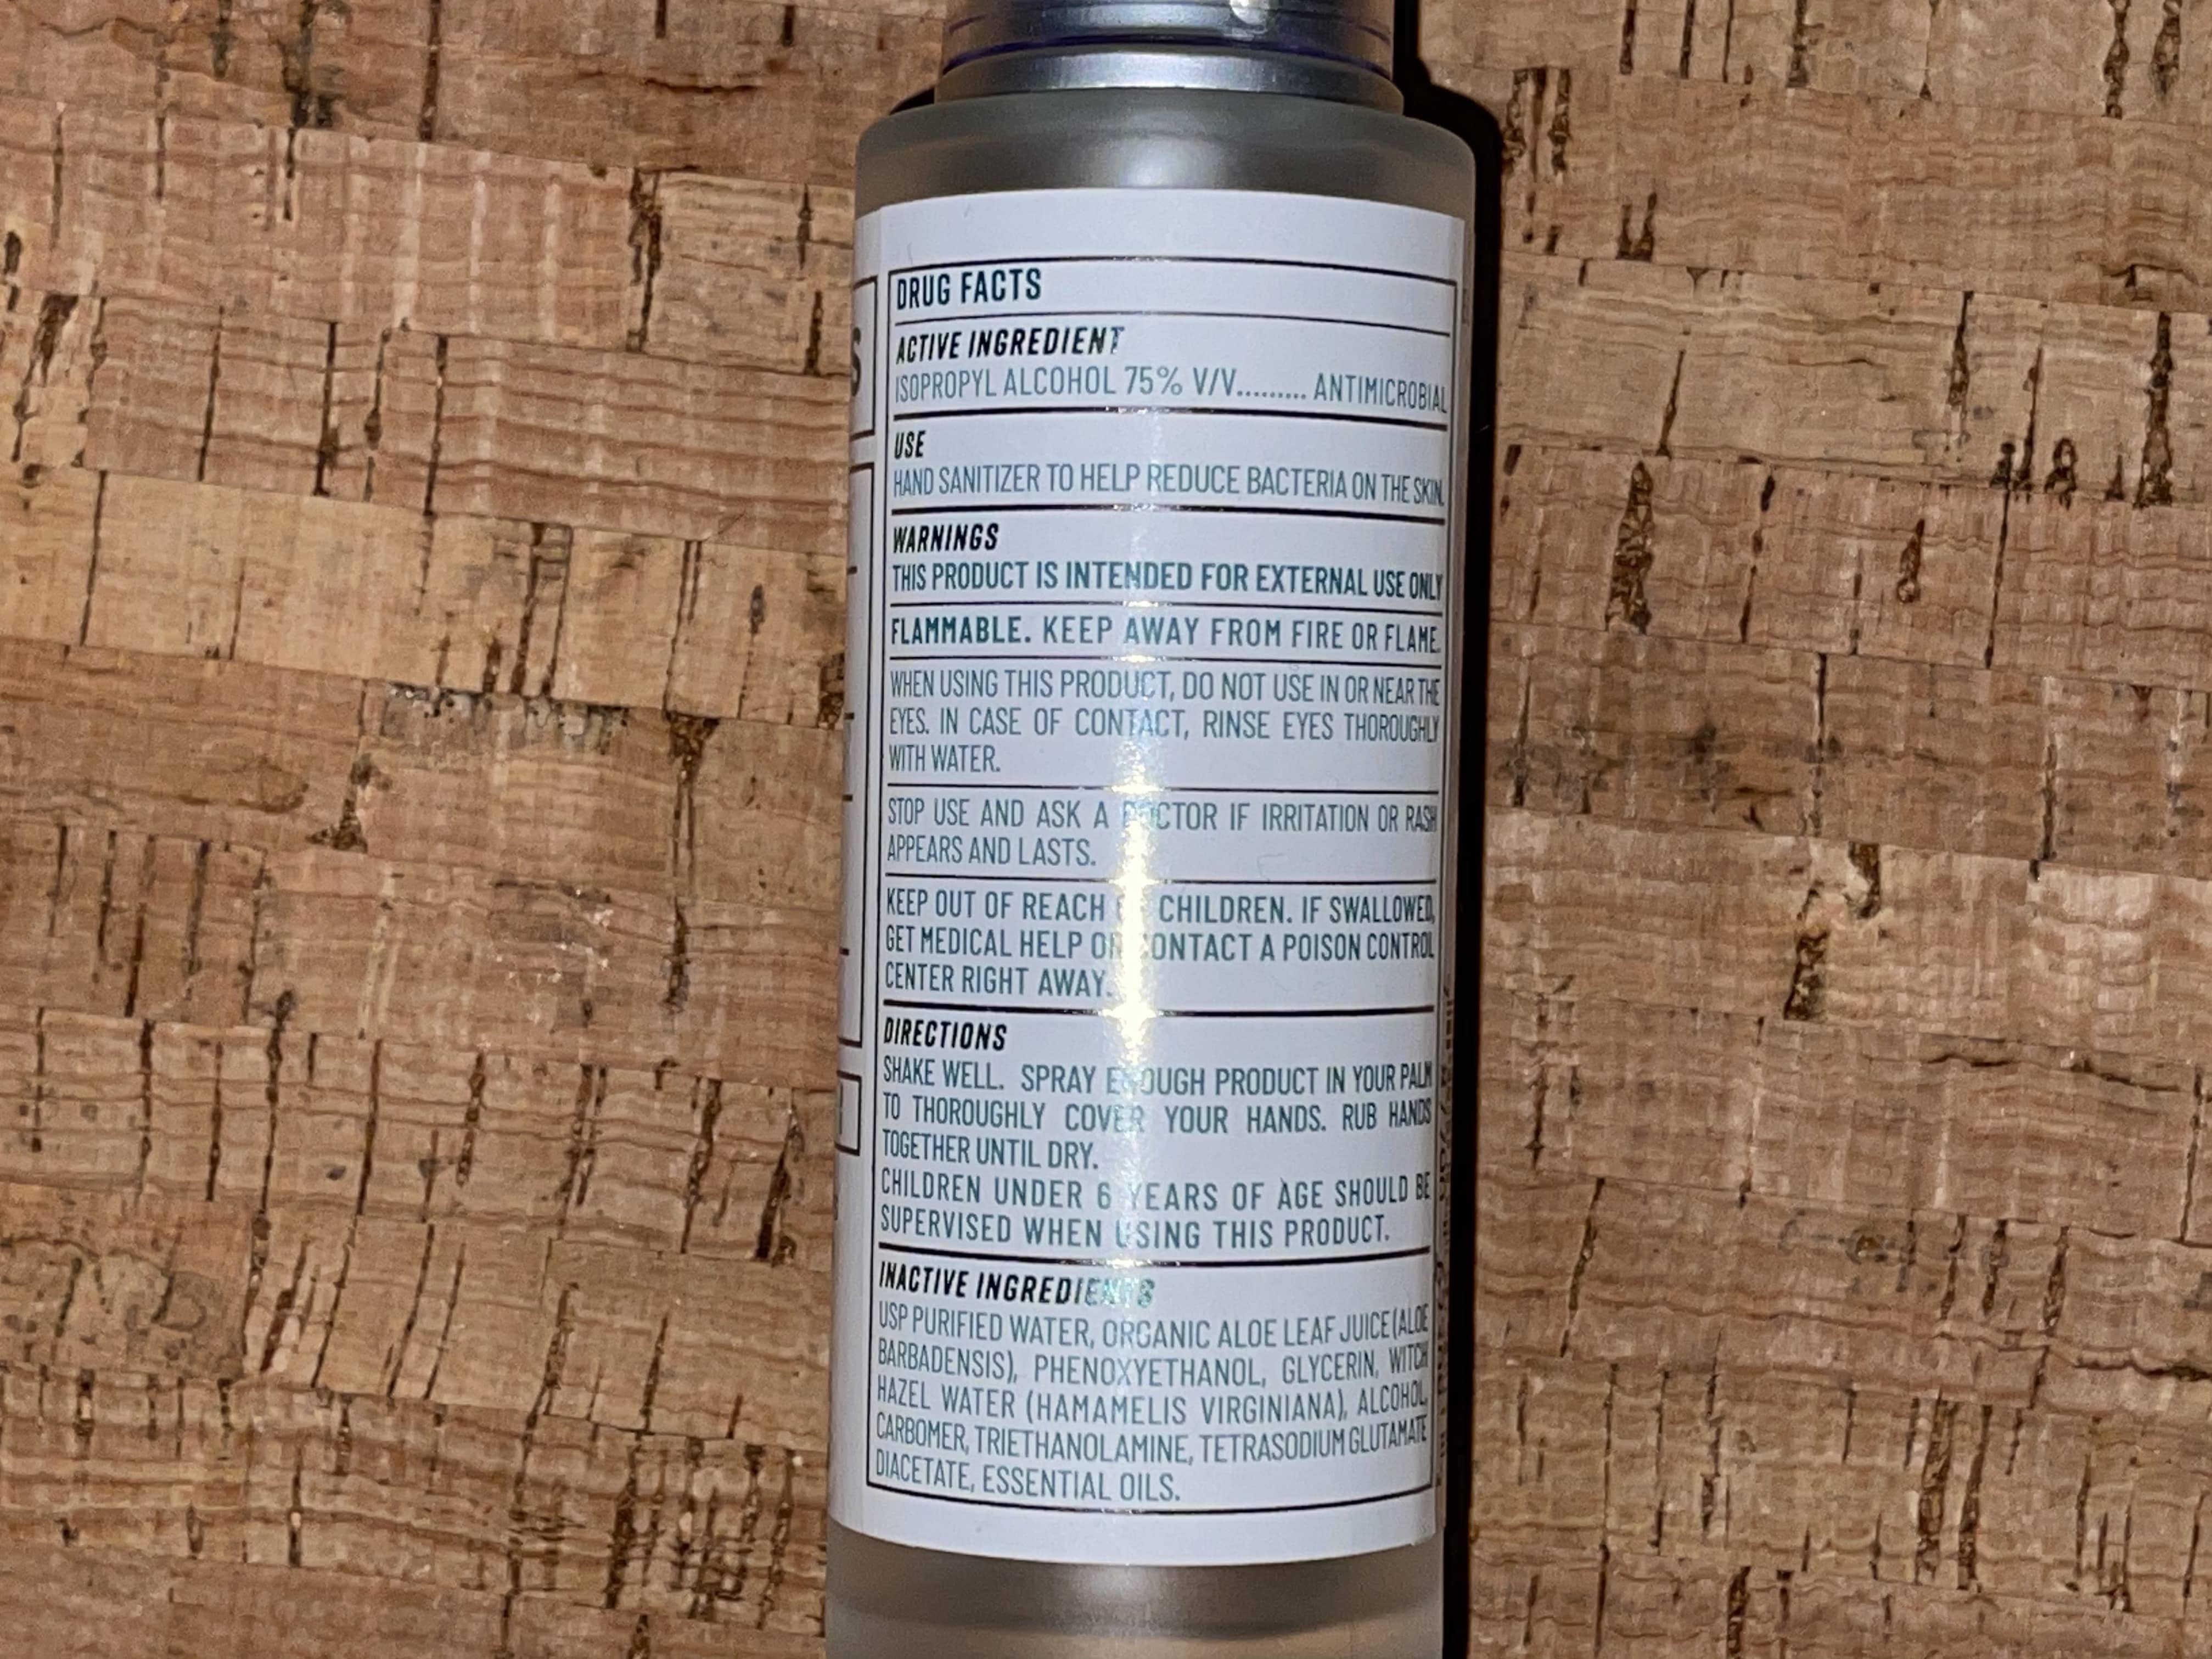 DRUG FACTS
ACTIVE INGREDIENT
ISOPROPYL ALCOHOL 75% V/V......... ANTIMICROBIAL
USE
HAND SANITIZER TO HELP REDUCE BACTERIA ON THE SKIN.
WARNINGS
THIS PRODUCT IS INTENDED FOR EXTERNAL USE ONLY
FLAMMABLE. KEEP AWAY FROM FIRE OR FLAME.
WHEN USING THIS PRODUCT, DO NOT USE IN OR NEAR THE
EYES. IN CASE OF CONTACT, RINSE EYES THOROUGHLY
WITH WATER.
STOP USE AND ASK A DOCTOR IF IRRITATION OR RASH
APPEARS AND LASTS.
KEEP OUT OF REACH OF CHILDREN. IF SWALLOWED,
GET MEDICAL HELP OR CONTACT A POISON CONTROL
CENTER RIGHT AWAY.
DIRECTIONS
SHAKE WELL. SPRAY ENOUGH PRODUCT IN YOUR PALM
TO THOROUGHLY COVER YOUR HANDS. RUB HANDS
TOGETHER UNTIL DRY.
CHILDREN UNDER 6 YEARS OF AGE SHOULD BE
SUPERVISED WHEN USING THIS PRODUCT.
INACTIVE INGREDIENTS
USP PURIFIED WATER, ORGANIC ALOE LEAF JUICE (ALOE
BARBADENSIS), PHENOXYETHANOL, GLYCERIN, WITCH
HAZEL WATER (HAMAMELIS VIRGINIANA), ALCOHOL,
CARBOMER, TRIETHANOLAMINE, TETRASODIUM GLUTAMATE
DIACETATE, ESSENTIAL OILS.